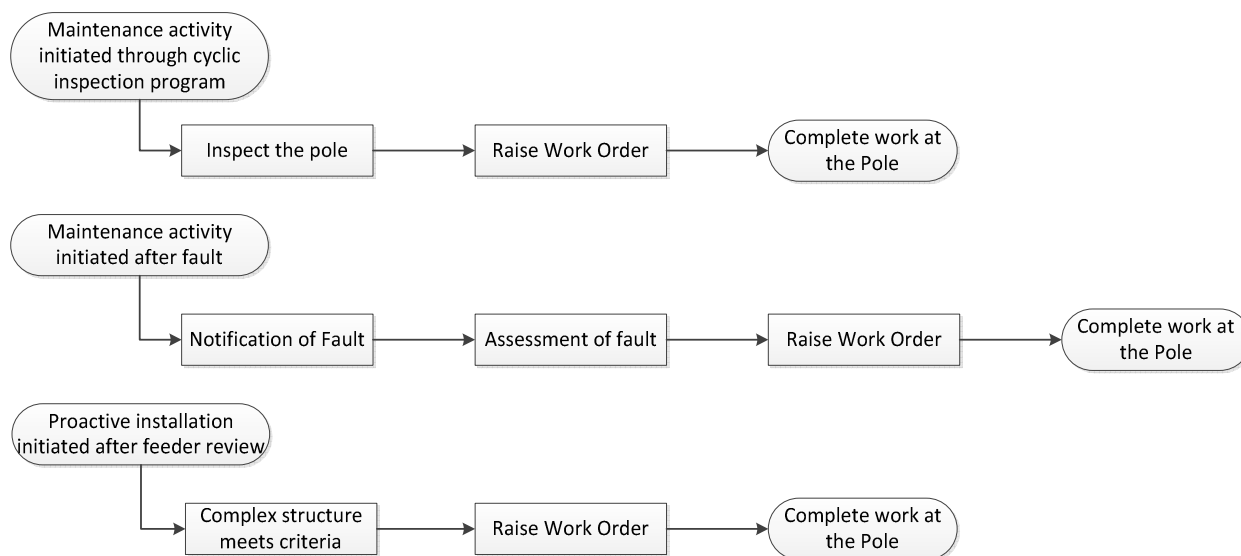 Maintenance activity
initiated through cyclic
inspection program
Inspect the pole
Raise Work Order
Complete work at
the Pole
Maintenance activity
initiated after fault
Notification of Fault
Assessment of fault
Raise Work Order
Complete work at
the Pole
Proactive installation
initiated after feeder review
Complex structure
meets criteria
Raise Work Order
Complete work at
the Pole